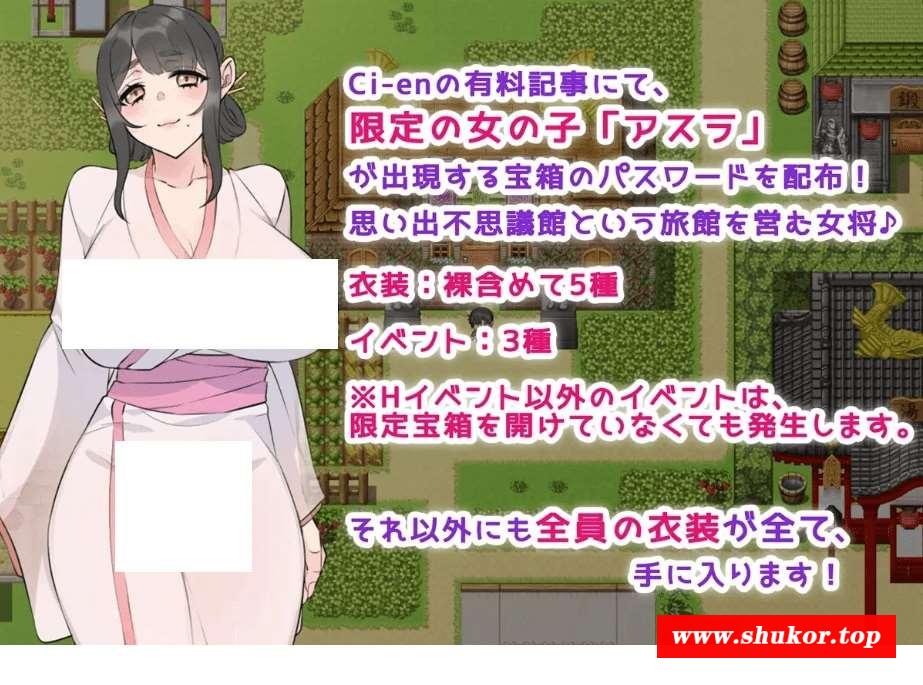 Ci-enの有料記事にて、
限定の女の子「アスラ」
が出現する宝箱のパスワードを配布！
思い出不思議館という旅館を営む女将♪
衣装：裸含めて5種
イベント：3種
※Hイベント以外のイベントは、
限定宝箱を開けていなくても発生します。
それ以外にも全員の衣装が全て、
手に入ります！
www.shukor.top